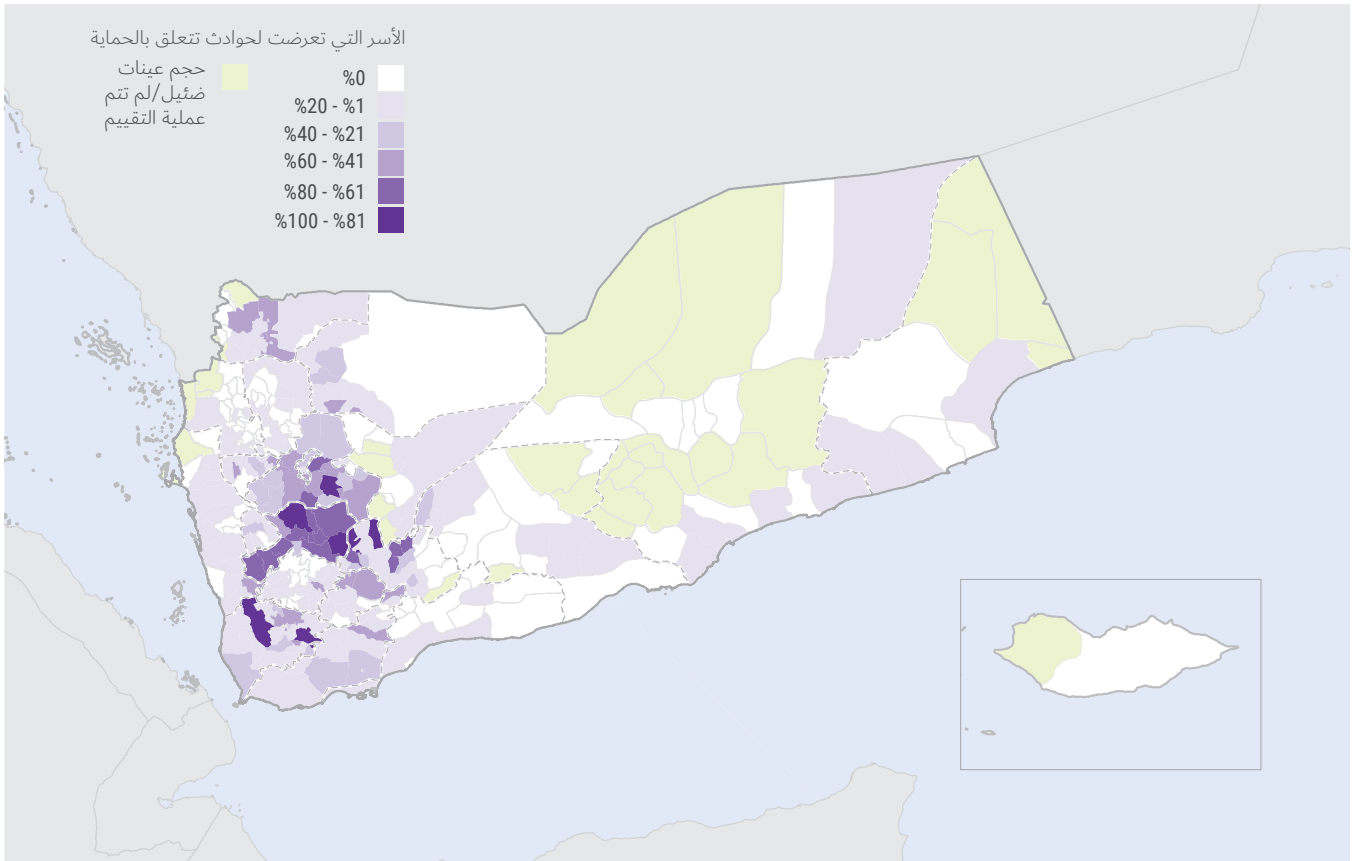 الأسر التي تعرضت لحوادث تتعلق بالحماية
%0
%20 - %1
%40 - %21
%60 - %41
%80 - %61
%100 - %81
حجم عينات
ضئيل/لم تتم
عملية التقييم